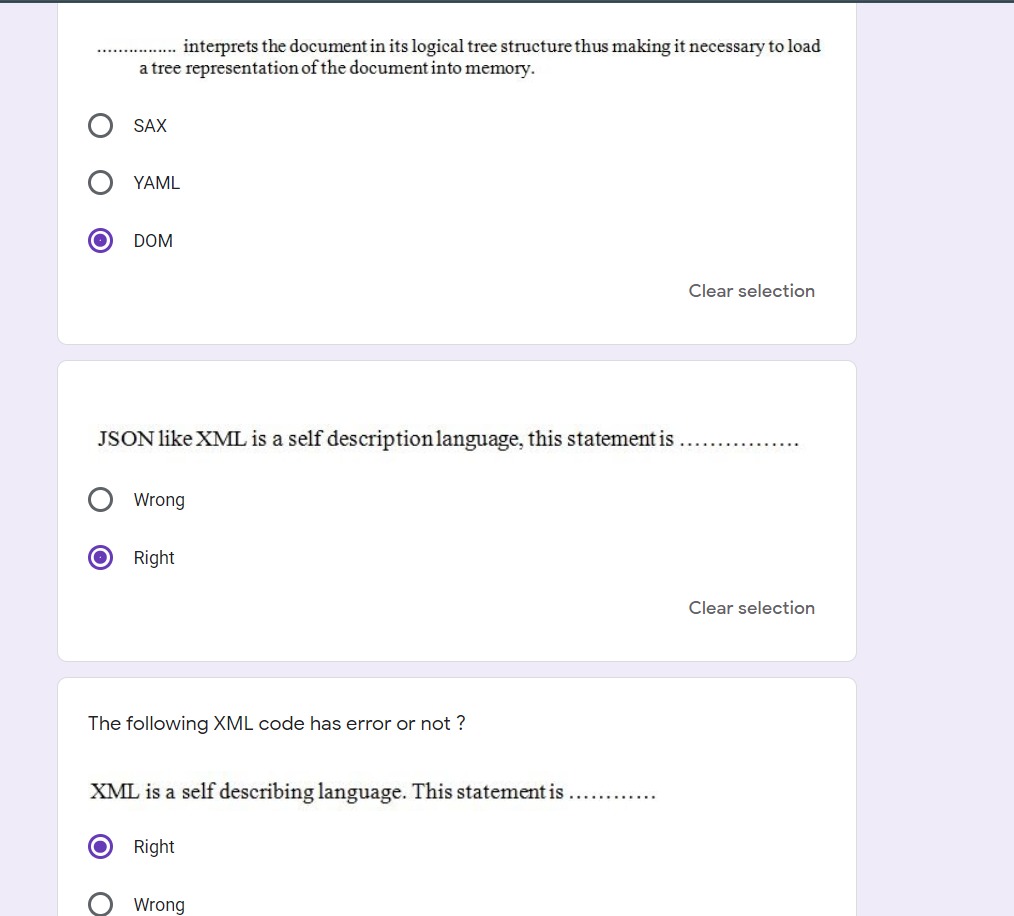 ................ interprets the document in its logical tree structure thus making it necessary to load
a tree representation of the document into memory.
SAX
YAML
DOM
Clear selection
JSON like XML is a self description language, this statement is ................
Wrong
Right
Clear selection
The following XML code has error or not ?
XML is a self describing language. This statement is ............
Right
Wrong